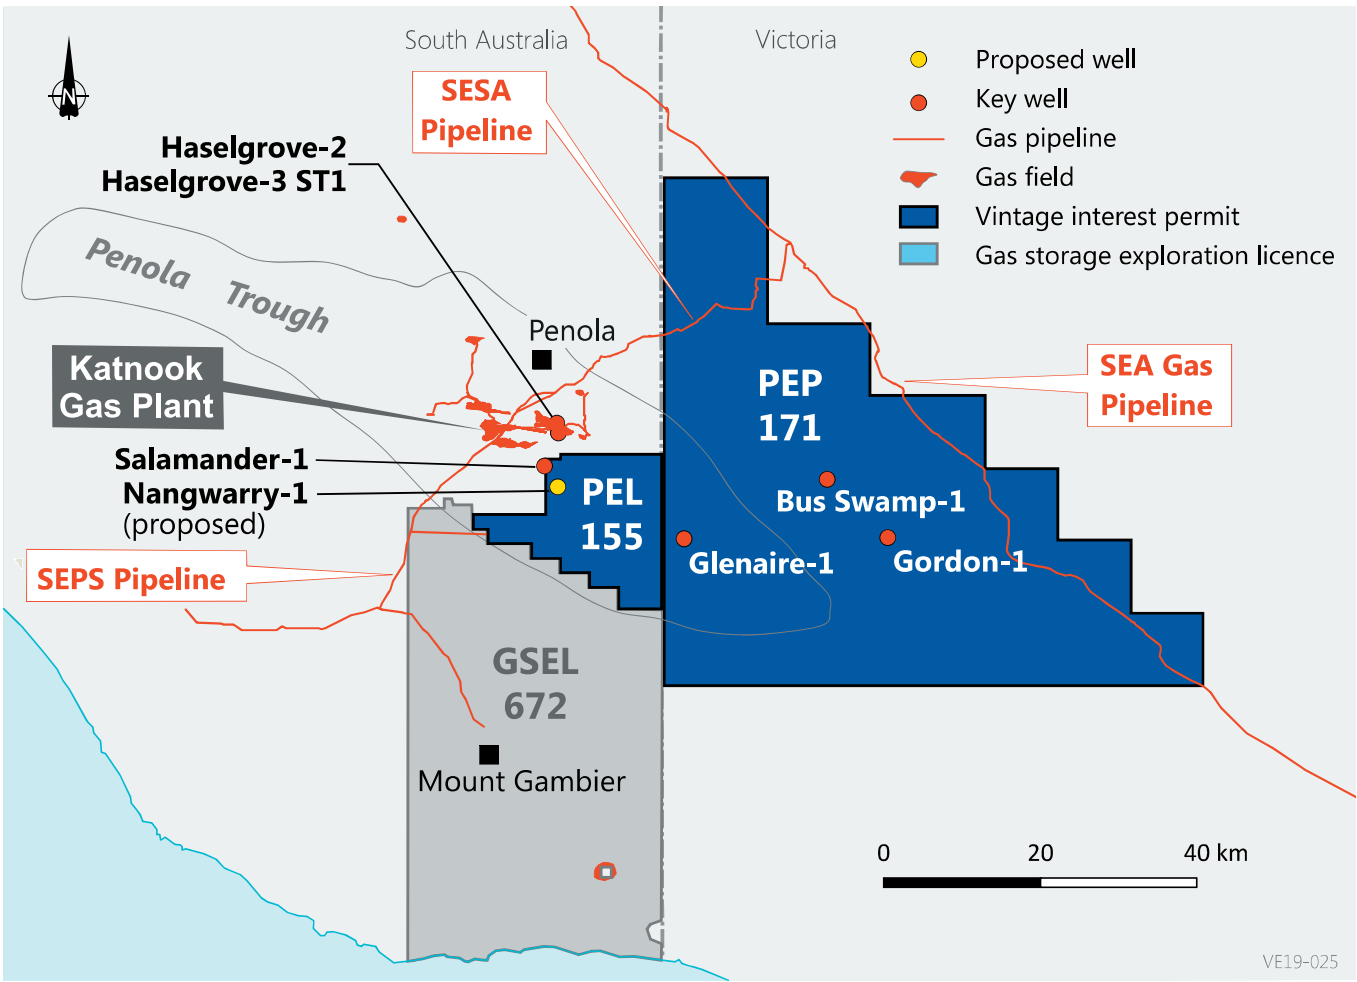 South Australia
Victoria
N
SESA
Pipeline
Proposed well
Key well
Gas pipeline
Gas field
Vintage interest permit
Gas storage exploration licence
Haselgrove-2
Haselgrove-3 ST1
Penola Trough
Penola
Katnook
Gas Plant
PEP
171
SEA Gas
Pipeline
Salamander-1
Nangwarry-1
(proposed)
PEL
155
Bus Swamp-1
Glenaire-1
Gordon-1
SEPS Pipeline
GSEL
672
Mount Gambier
0 20 40 km
VE19-025